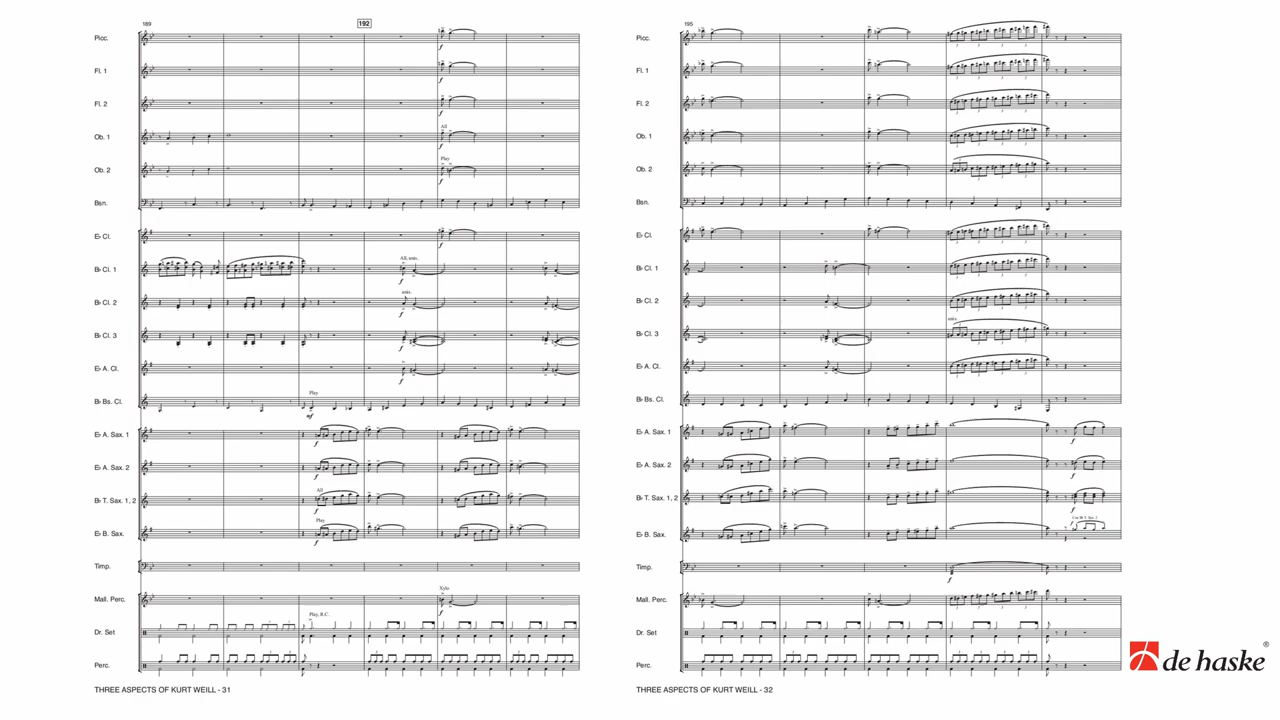 189
192
Picc.
Fl. 1
Fl. 2
Ob. 1
All
Ob. 2
Play
Bsn.
E♭ Cl.
B♭ Cl. 1
All, unis.
f
B♭ Cl. 2
unis.
f
B♭ Cl. 3
f
E♭ A. Cl.
f
B♭ Bs. Cl.
Play
mf
E♭ A. Sax. 1
f
E♭ A. Sax. 2
f
B♭ T. Sax. 1, 2
All
f
E♭ B. Sax.
Play
f
Timp.
Mall. Perc.
Xylo
f
Dr. Set
Play, B.C.
Perc.
THREE ASPECTS OF KURT WEILL - 31
195
Picc.
Fl. 1
Fl. 2
Ob. 1
Ob. 2
Bsn.
E♭ Cl.
B♭ Cl. 1
B♭ Cl. 2
B♭ Cl. 3
unis.
E♭ A. Cl.
B♭ Bs. Cl.
E♭ A. Sax. 1
f
E♭ A. Sax. 2
f
B♭ T. Sax. 1, 2
f
E♭ B. Sax.
Timp.
f
Mall. Perc.
Dr. Set
Perc.
THREE ASPECTS OF KURT WEILL - 32
de haske®